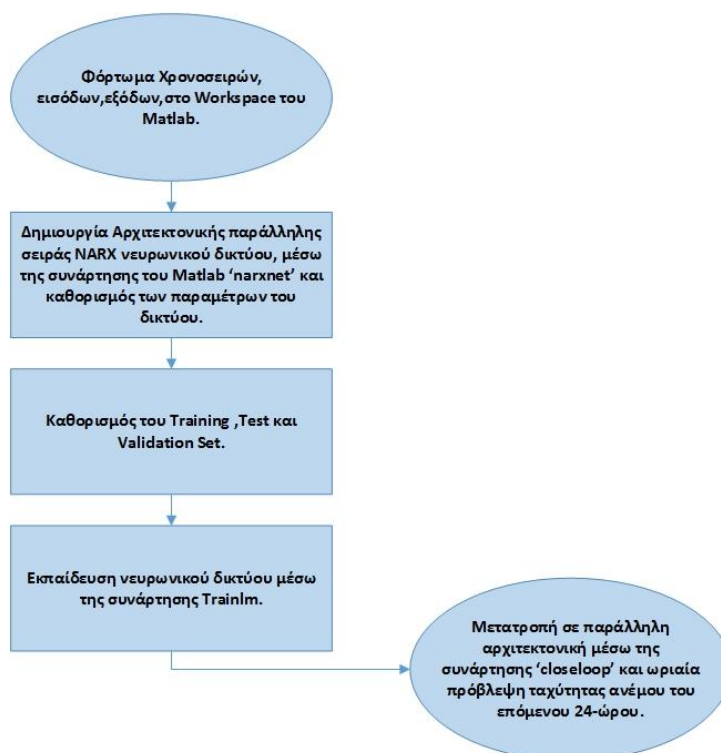 Φόρτωμα Χρονοσειρών,
εισόδων,εξόδων,στο Workspace του
Matlab.
Δημιουργία Αρχιτεκτονικής παράλληλης
σειράς NARX νευρωνικού δικτύου, μέσω
της συνάρτησης του Matlab ‘narxnet’ και
καθορισμός των παραμέτρων του
δικτύου.
Καθορισμός του Training ,Test και
Validation Set.
Εκπαίδευση νευρωνικού δικτύου μέσω
της συνάρτησης Trainlm.
Μετατροπή σε παράλληλη
αρχιτεκτονική μέσω της
συνάρτησης ‘closeloop’ και ωριαία
πρόβλεψη ταχύτητας ανέμου του
επόμενου 24-ώρου.